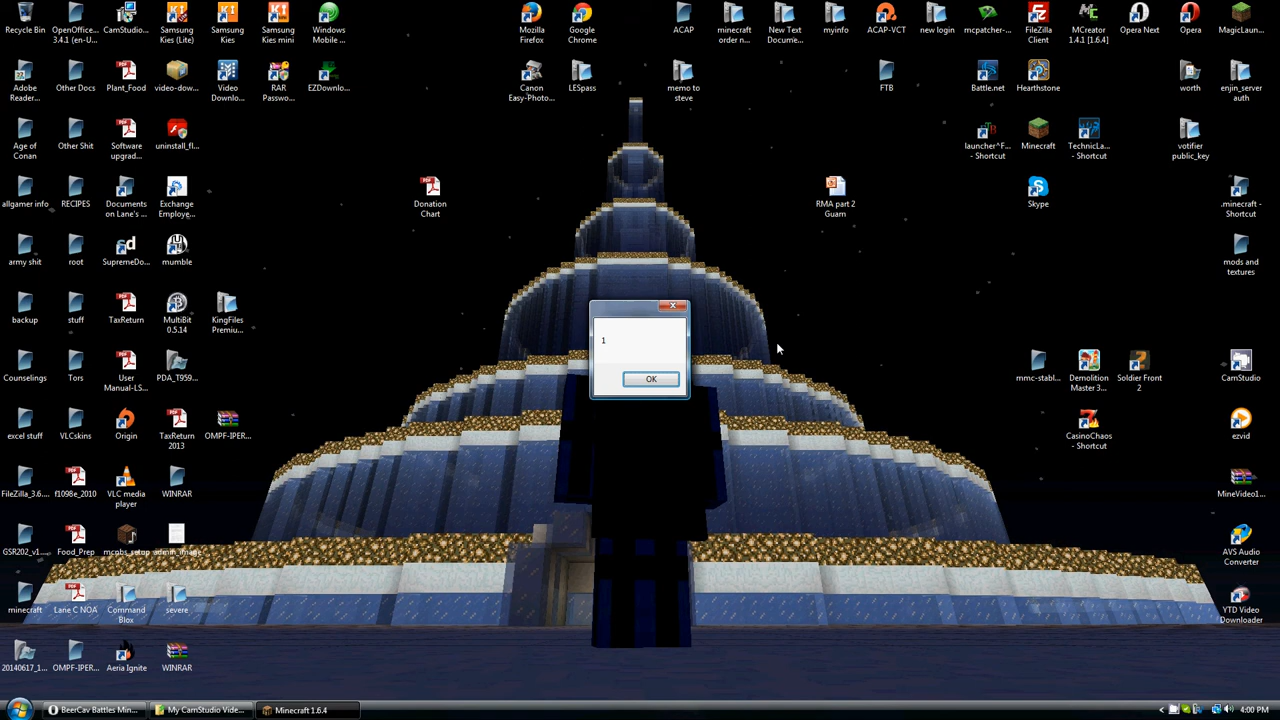 Recycle Bin
OpenOffice... 3.4.1 (en-U...
CamStudio...
Samsung Kies (Lite)
Samsung Kies
Samsung Kies mini
Windows Mobile ...
Mozilla Firefox
Google Chrome
ACAP
minecraft order n...
New Text Docume...
myinfo
ACAP-VCT
new login
mcpatcher-...
FileZilla Client
MCreator 1.4.1 [1.6.4]
Opera Next
Opera
MagicLaun...
Adobe Reader...
Other Docs
Plant_Food
video-dow...
Video Downlo...
RAR Passwo...
EZDownlo...
Canon Easy-Photo...
LESpass
memo to steve
FTB
Battle.net
Hearthstone
worth
enjin_server auth
Age of Conan
Other Shit
Software upgrad...
uninstall_fl...
launcher^F... - Shortcut
Minecraft
TechnicLa... - Shortcut
votifier public_key
allgamer info
RECIPES
Documents on Lane's ...
Exchange Employe...
Donation Chart
RMA part 2 Guam
Skype
.minecraft - Shortcut
army shit
root
SupremeDo...
mumble
mods and textures
backup
stuff
TaxReturn
MultiBit 0.5.14
KingFiles Premiu...
1
OK
Counselings
Tors
User Manual-LS...
PDA_T959...
mmc-stabl...
Demolition Master 3...
Soldier Front 2
CamStudio
excel stuff
VLCskins
Origin
TaxReturn 2013
OMPF-IPER...
CasinoChaos - Shortcut
ezvid
FileZilla_3.6....
f1098e_2010
VLC media player
WINRAR
MineVideo1...
GSR202_v1...
Food_Prep
mcnbs_setup
admin_image
AVS Audio Converter
minecraft
Lane C NOA
Command Blox
severe
YTD Video Downloader
20140617_1...
OMPF-IPER...
Aeria Ignite
WINRAR
BeerCav Battles Min...
My CamStudio Vide...
Minecraft 1.6.4
4:00 PM